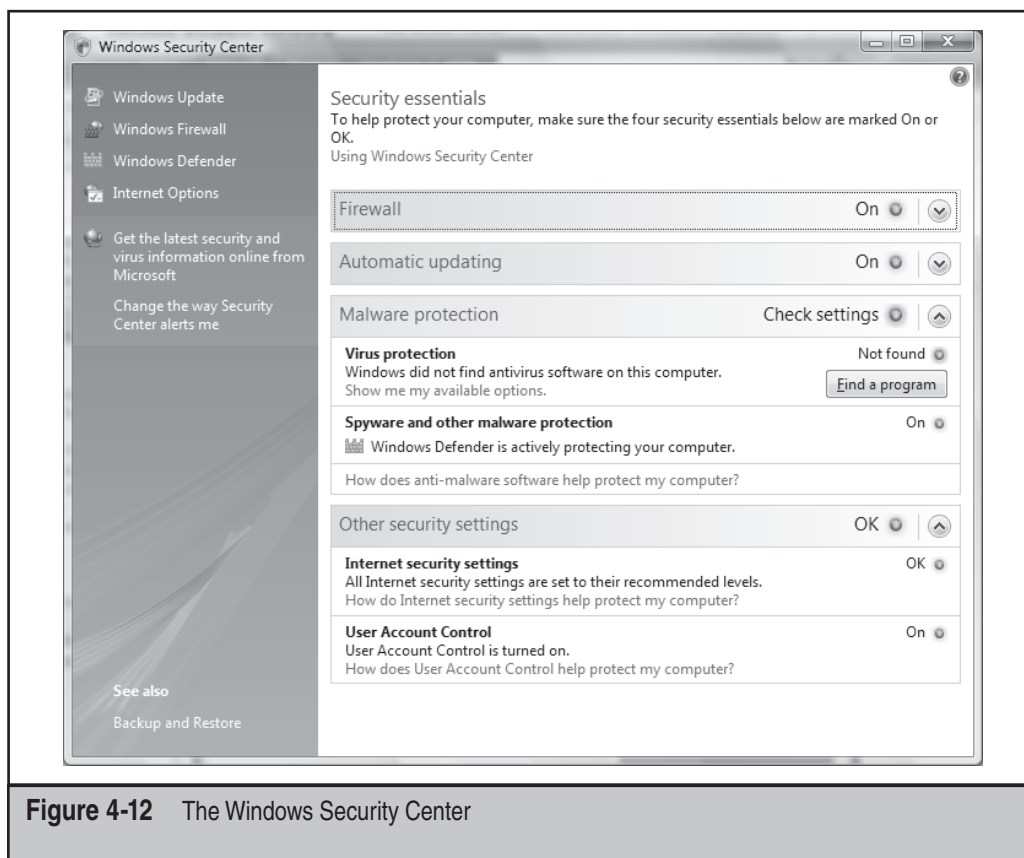 Windows Security Center
Windows Update
Windows Firewall
Windows Defender
Internet Options
Get the latest security and
virus information online from
Microsoft
Change the way Security
Center alerts me
See also
Backup and Restore
Security essentials
To help protect your computer, make sure the four security essentials below are marked On or
OK.
Using Windows Security Center
Firewall On
Automatic updating On
Malware protection Check settings
Virus protection Not found
Windows did not find antivirus software on this computer.
Show me my available options. Find a program
Spyware and other malware protection On
Windows Defender is actively protecting your computer.
How does anti-malware software help protect my computer?
Other security settings OK
Internet security settings OK
All Internet security settings are set to their recommended levels.
How do Internet security settings help protect my computer?
User Account Control On
User Account Control is turned on.
How does User Account Control help protect my computer?
Figure 4-12 The Windows Security Center